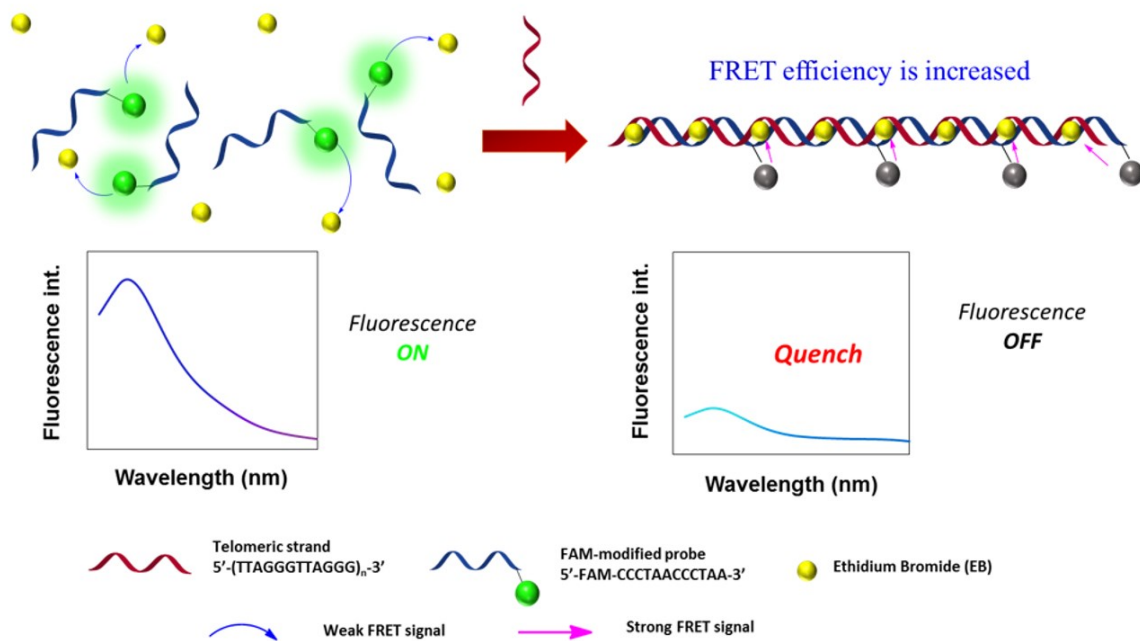 FRET efficiency is increased
Fluorescence int.
Fluorescence
ON
Wavelength (nm)
Fluorescence int.
Quench
Fluorescence
OFF
Wavelength (nm)
Telomeric strand
5’-(TTAGGGTTAGGG)n-3’
FAM-modified probe
5’-FAM-CCCTAACCCTAA-3’
Ethidium Bromide (EB)
Weak FRET signal
Strong FRET signal